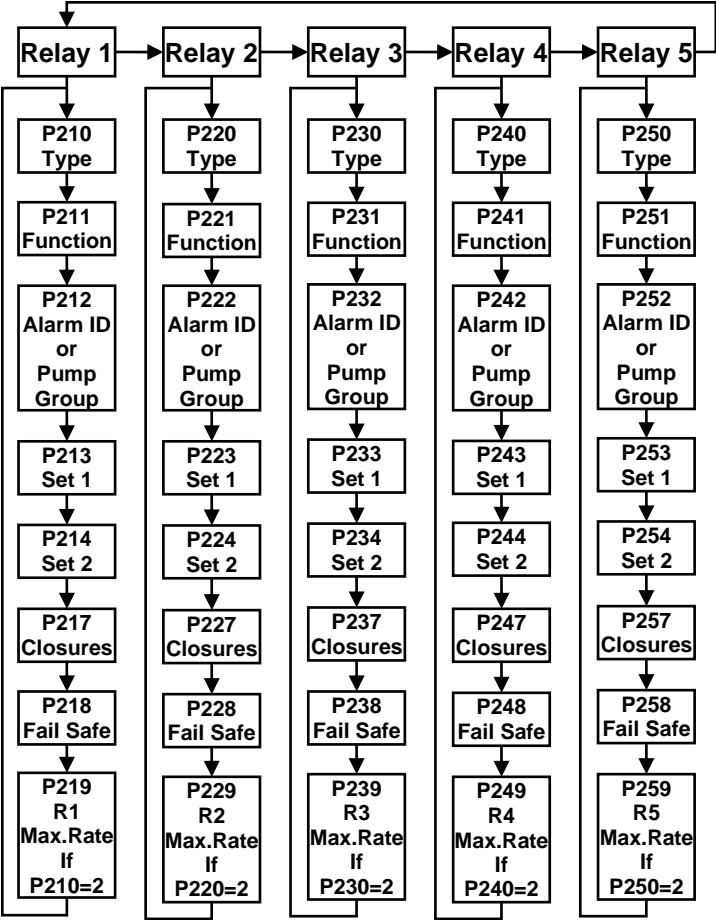 Relay 1
Relay 2
Relay 3
Relay 4
Relay 5
P210
Type
P211
Function
P212
Alarm ID
or
Pump
Group
P213
Set 1
P214
Set 2
P217
Closures
P218
Fail Safe
P219
R1
Max.Rate
If
P210=2
P220
Type
P221
Function
P222
Alarm ID
or
Pump
Group
P223
Set 1
P224
Set 2
P227
Closures
P228
Fail Safe
P229
R2
Max.Rate
If
P220=2
P230
Type
P231
Function
P232
Alarm ID
or
Pump
Group
P233
Set 1
P234
Set 2
P237
Closures
P238
Fail Safe
P239
R3
Max.Rate
If
P230=2
P240
Type
P241
Function
P242
Alarm ID
or
Pump
Group
P243
Set 1
P244
Set 2
P247
Closures
P248
Fail Safe
P249
R4
Max.Rate
If
P240=2
P250
Type
P251
Function
P252
Alarm ID
or
Pump
Group
P253
Set 1
P254
Set 2
P257
Closures
P258
Fail Safe
P259
R5
Max.Rate
If
P250=2